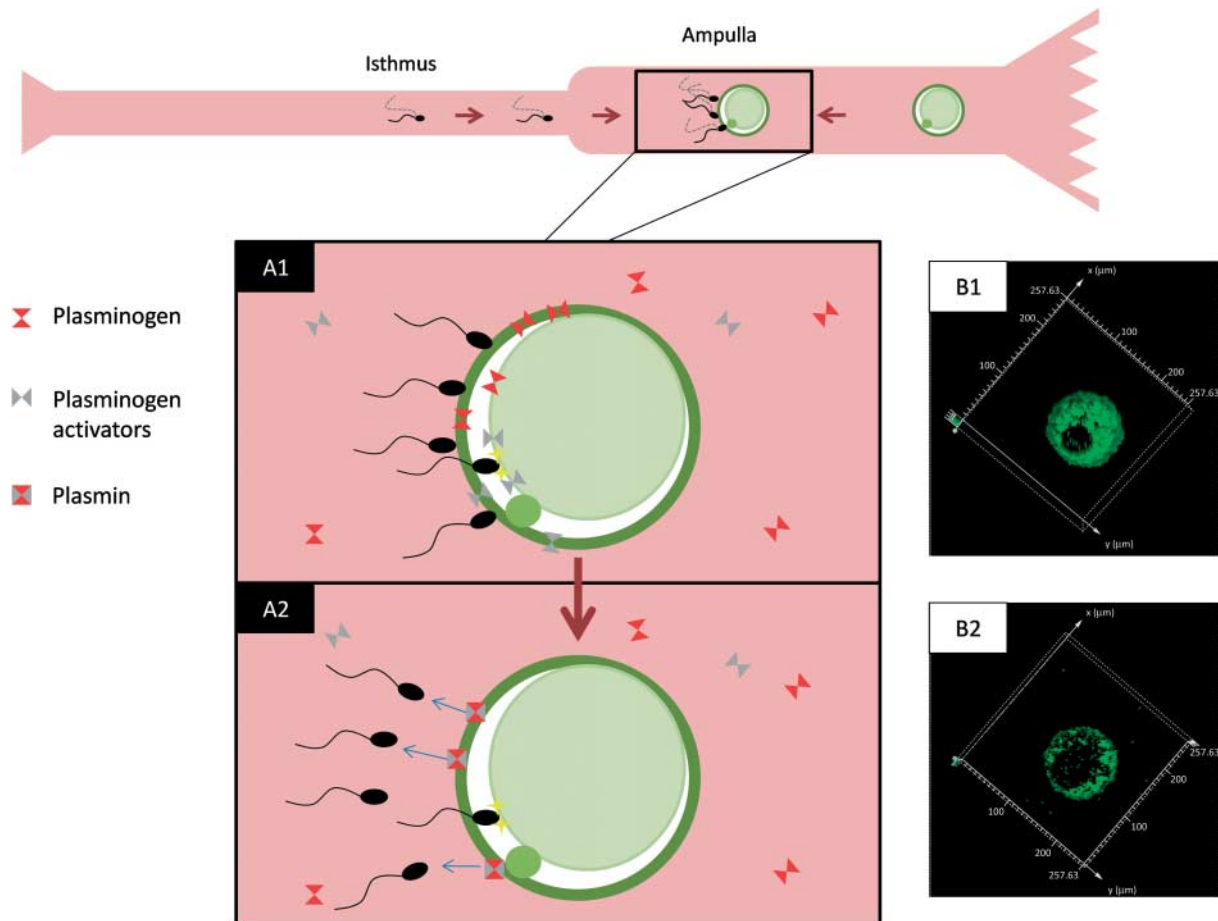 Isthmus
Ampulla
A1
Plasminogen
Plasminogen
activators
Plasmin
A2
B1
x (µm)
257.63
200
100
100
200
257.63
y (µm)
B2
x (µm)
257.63
200
100
100
200
257.63
y (µm)